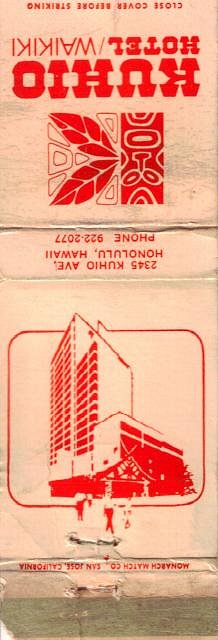 CLOSE COVER BEFORE STRIKING
KUHIO
HOTEL/WAIKIKI
2345 KUHIO AVE,
HONOLULU, HAWAII
PHONE 922-2077
MONARCH MATCH CO., SAN JOSE, CALIFORNIA